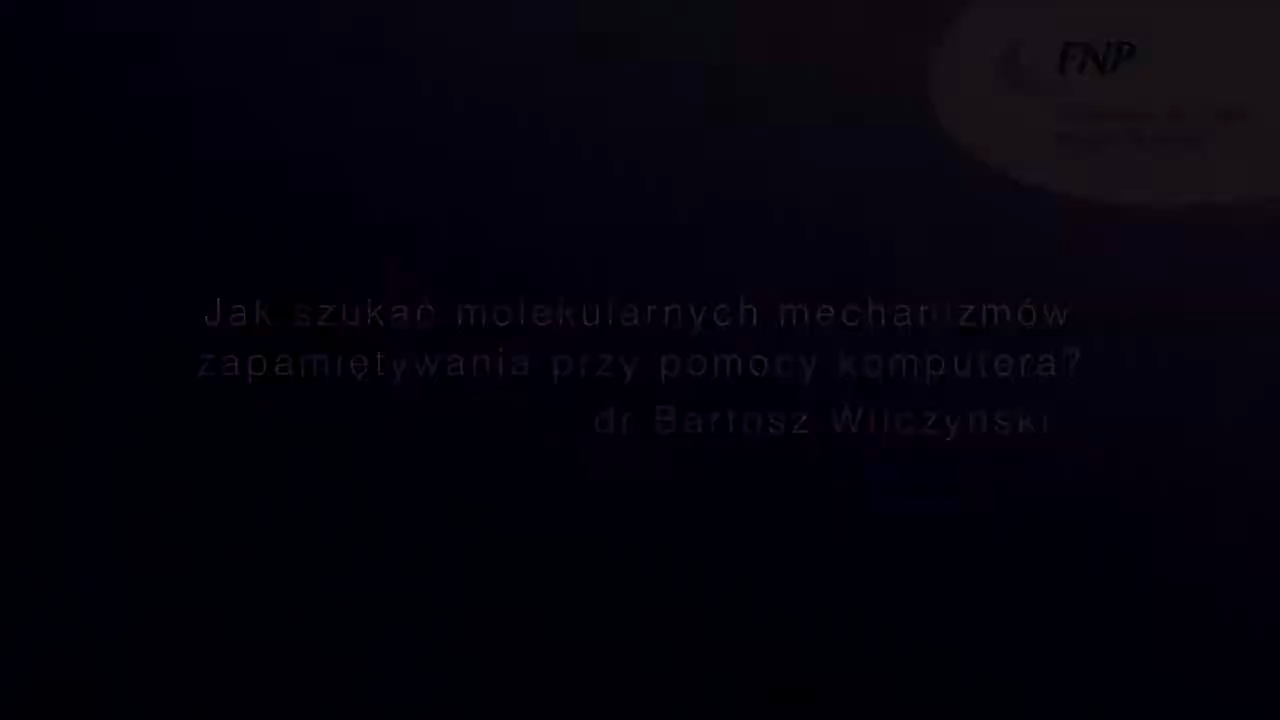 FNP
Jak szukać molekularnych mechanizmów
zapamiętywania przy pomocy komputera?
dr Bartosz Wilczyński